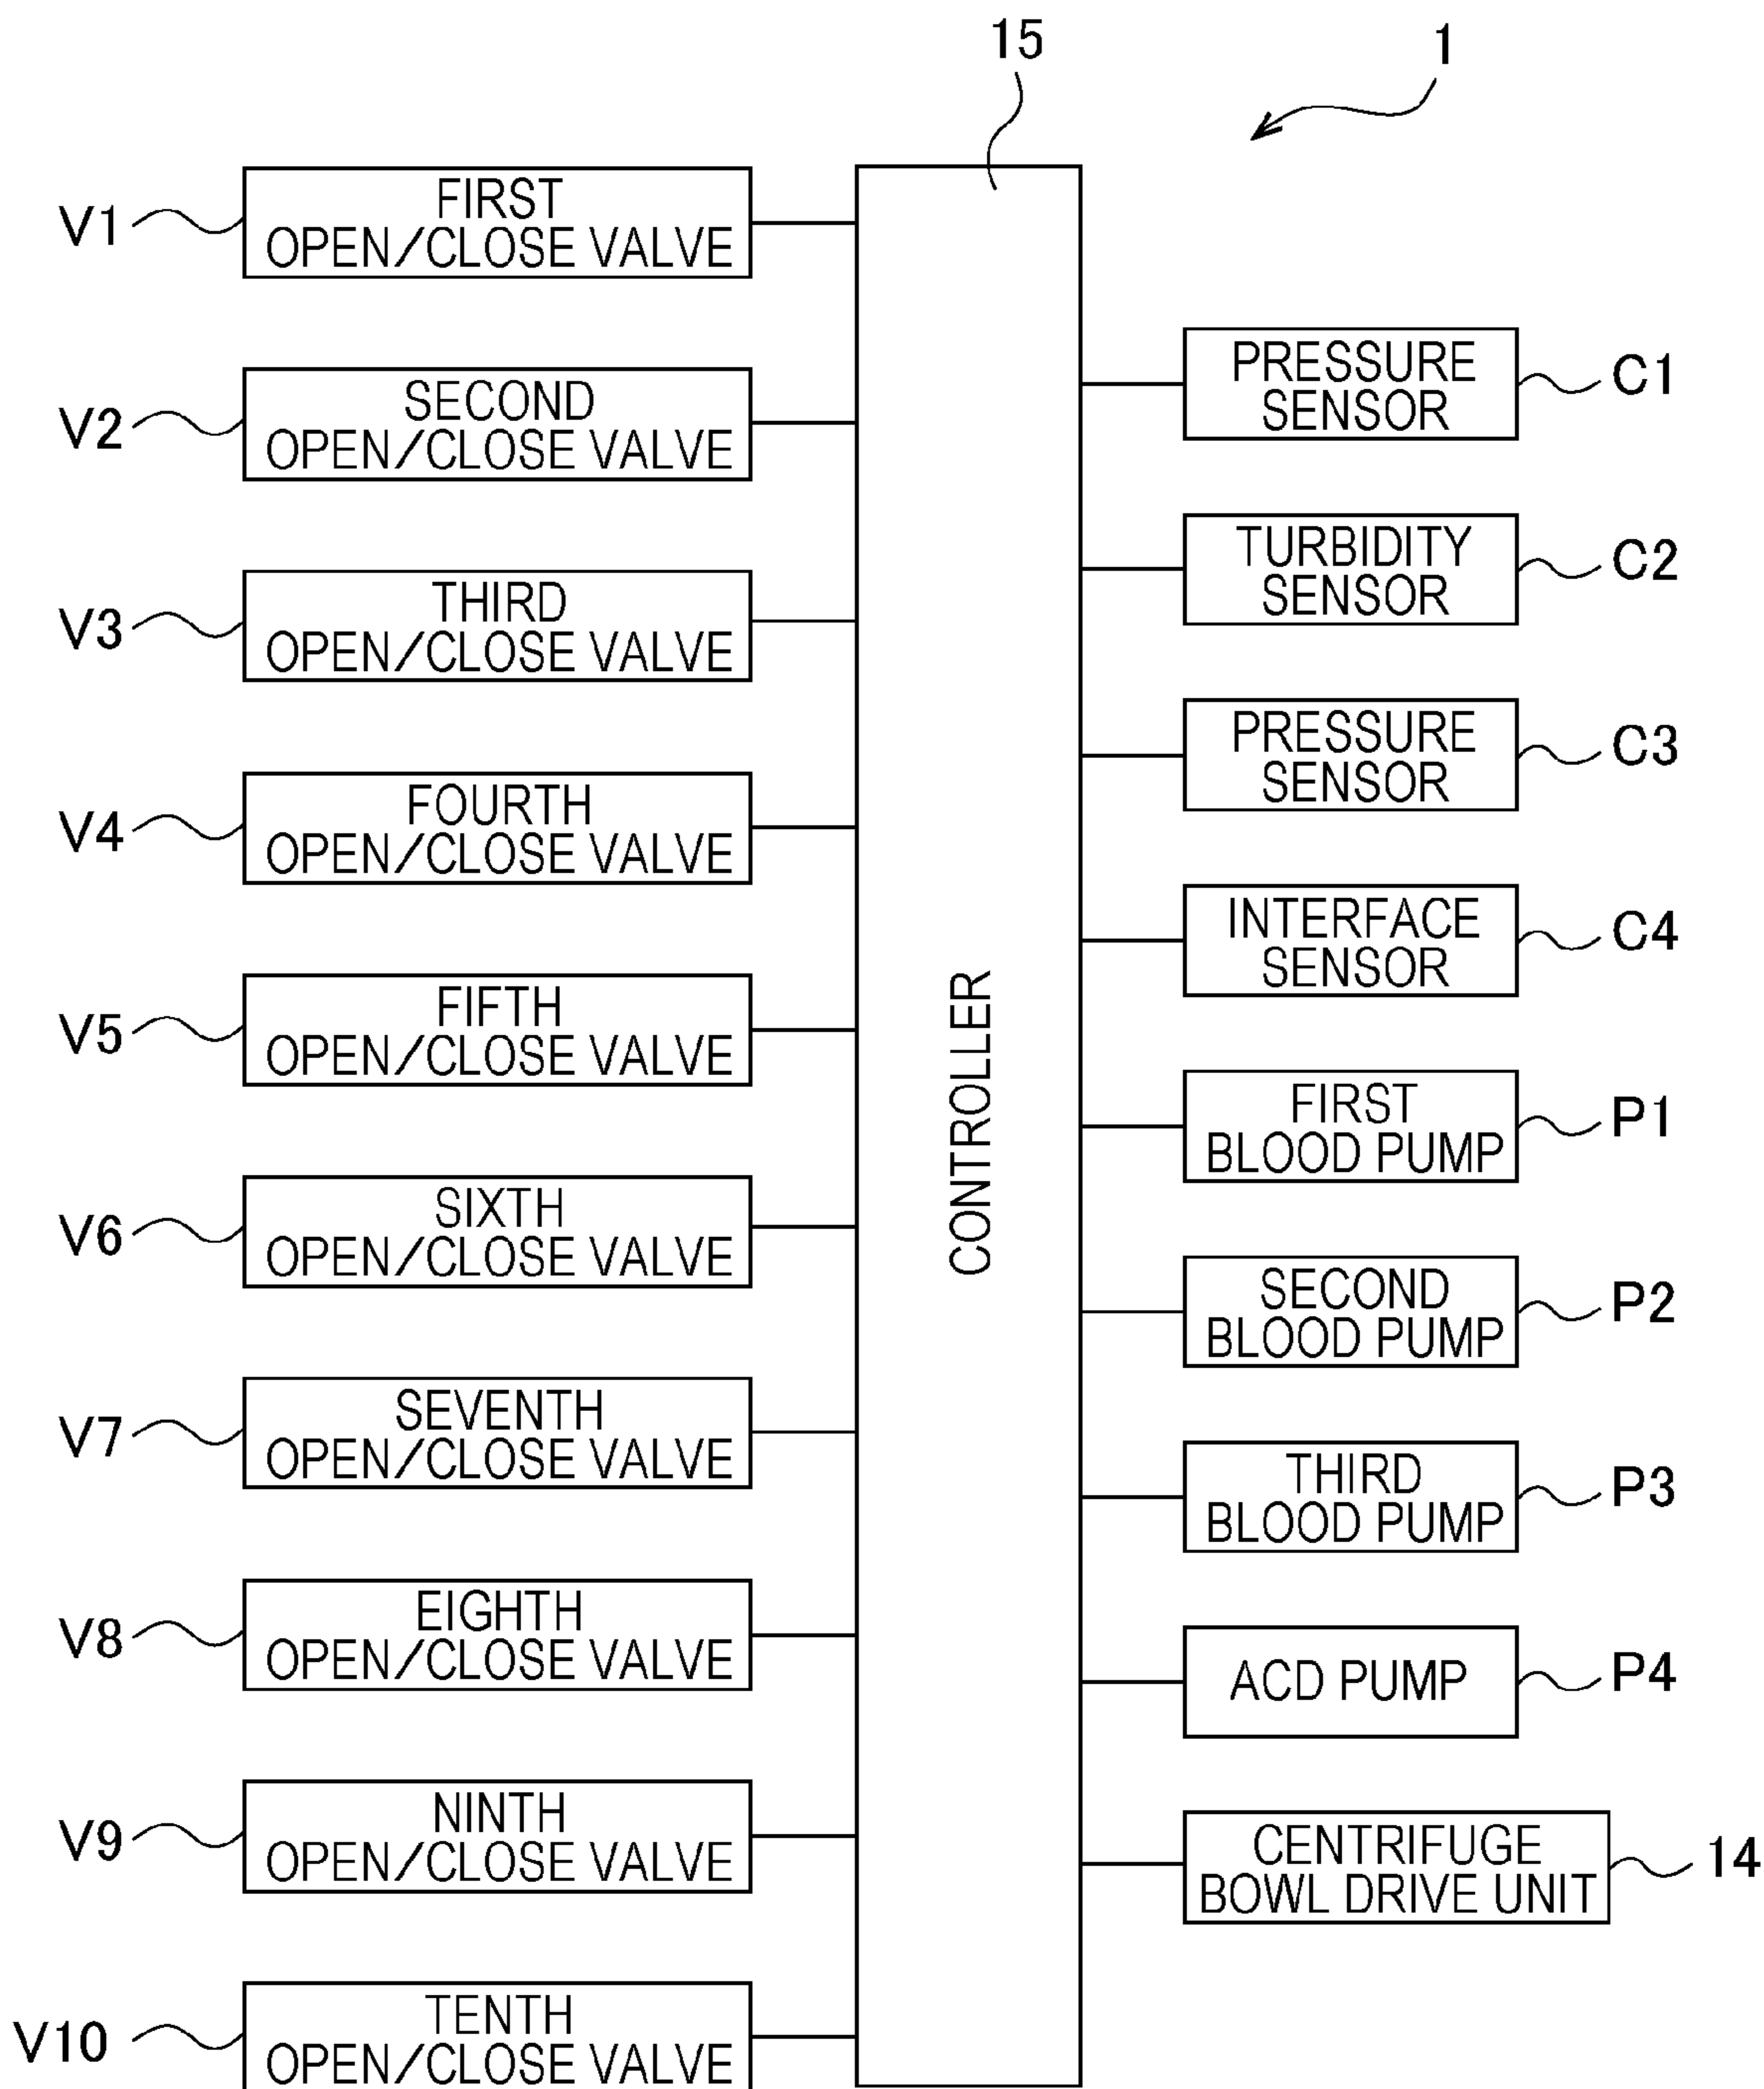 15
1
V1
FIRST
OPEN/CLOSE VALVE
V2
SECOND
OPEN/CLOSE VALVE
V3
THIRD
OPEN/CLOSE VALVE
V4
FOURTH
OPEN/CLOSE VALVE
V5
FIFTH
OPEN/CLOSE VALVE
V6
SIXTH
OPEN/CLOSE VALVE
V7
SEVENTH
OPEN/CLOSE VALVE
V8
EIGHTH
OPEN/CLOSE VALVE
V9
NINTH
OPEN/CLOSE VALVE
V10
TENTH
OPEN/CLOSE VALVE
CONTROLLER
PRESSURE
SENSOR
C1
TURBIDITY
SENSOR
C2
PRESSURE
SENSOR
C3
INTERFACE
SENSOR
C4
FIRST
BLOOD PUMP
P1
SECOND
BLOOD PUMP
P2
THIRD
BLOOD PUMP
P3
ACD PUMP
P4
CENTRIFUGE
BOWL DRIVE UNIT
14